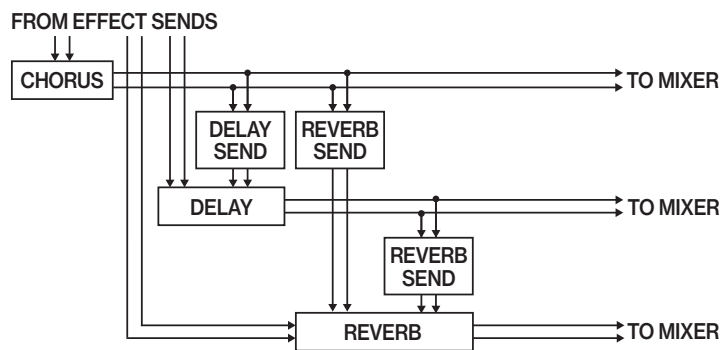 FROM EFFECT SENDS
CHORUS
TO MIXER
DELAY
SEND
REVERB
SEND
DELAY
TO MIXER
REVERB
SEND
REVERB
TO MIXER